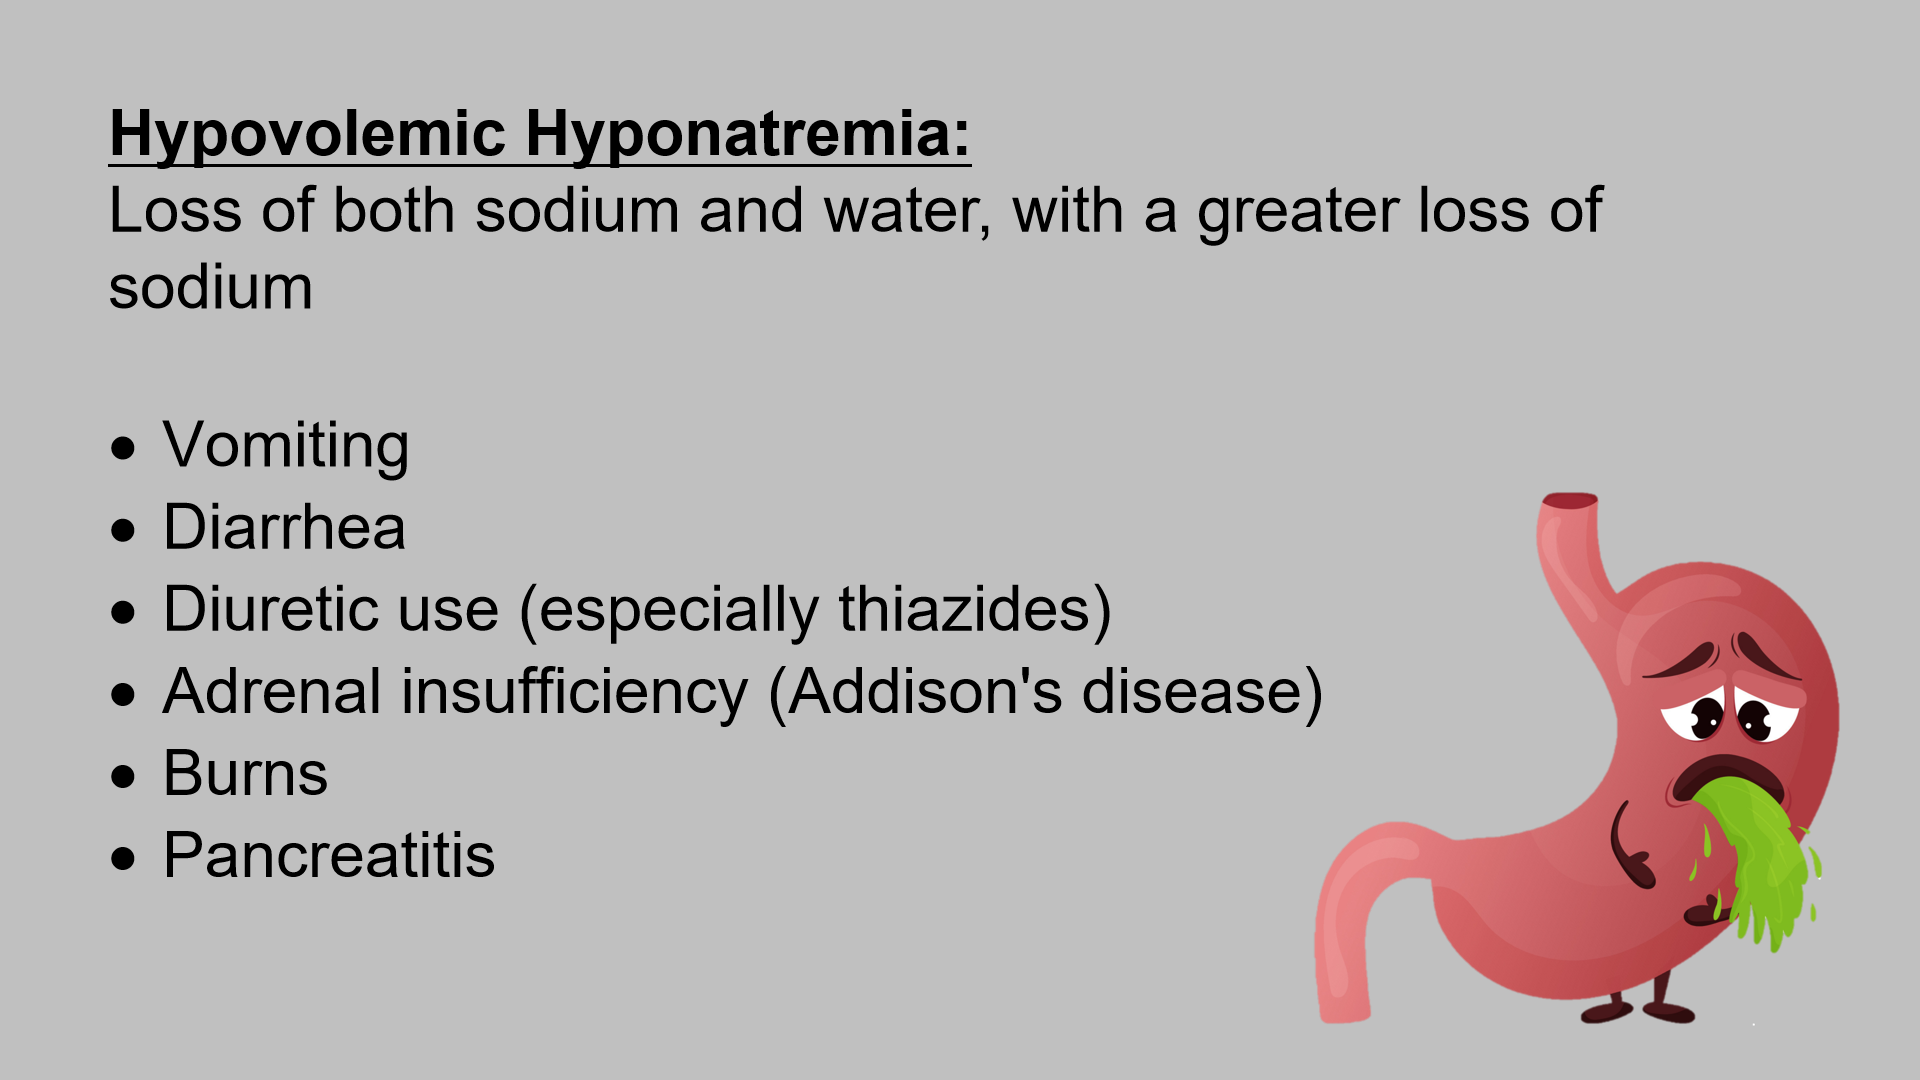 Hypovolemic Hyponatremia:
Loss of both sodium and water, with a greater loss of
sodium
• Vomiting
• Diarrhea
• Diuretic use (especially thiazides)
• Adrenal insufficiency (Addison's disease)
• Burns
• Pancreatitis